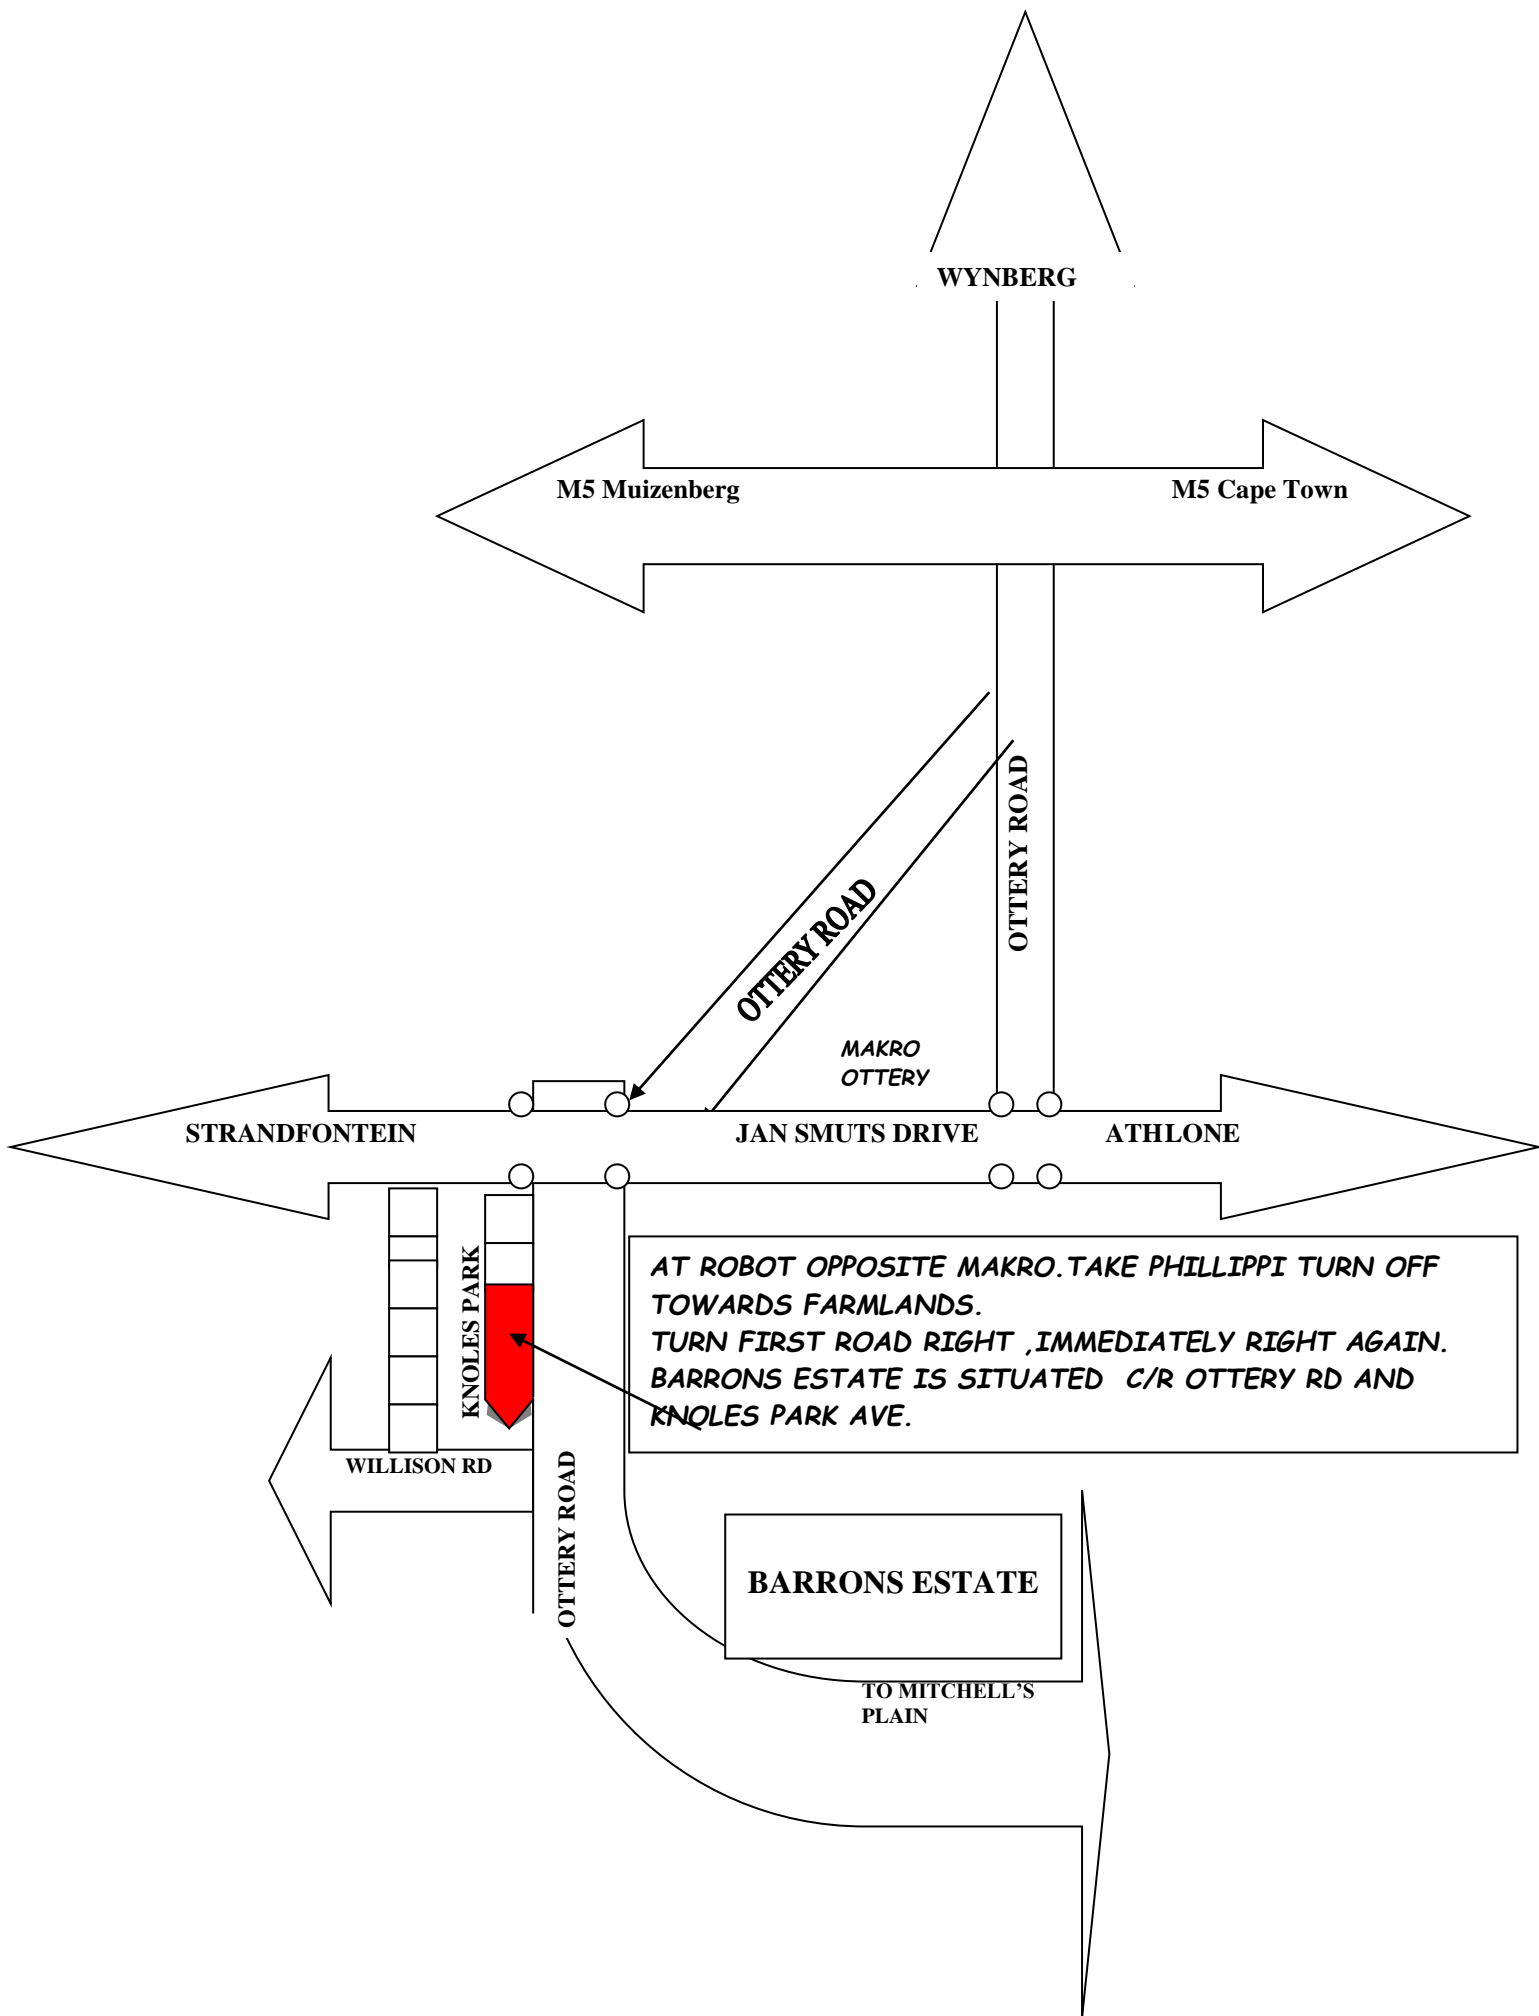 WYNBERG
M5 Muizenberg
M5 Cape Town
OTTERY ROAD
OTTERY ROAD
MAKRO
OTTERY
STRANDFONTEIN
JAN SMUTS DRIVE
ATHLONE
KNOLES PARK
AT ROBOT OPPOSITE MAKRO.TAKE PHILLIPPI TURN OFF
TOWARDS FARMLANDS.
TURN FIRST ROAD RIGHT ,IMMEDIATELY RIGHT AGAIN.
BARRONS ESTATE IS SITUATED C/R OTTERY RD AND
KNOLES PARK AVE.
WILLISON RD
OTTERY ROAD
BARRONS ESTATE
TO MITCHELL’S
PLAIN